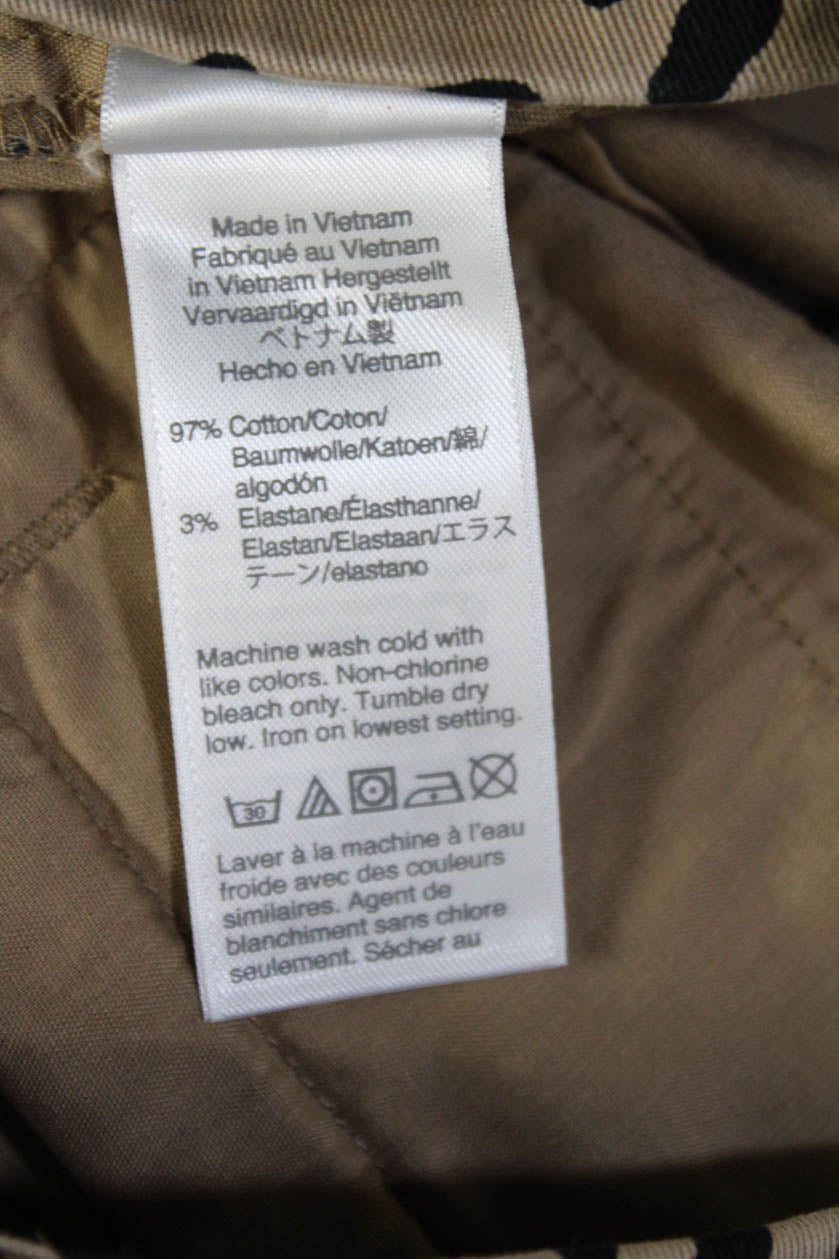 Made in Vietnam
Fabriqué au Vietnam
in Vietnam Hergestellt
Vervaardigd in Viëtnam
ベトナム製
Hecho en Vietnam
97% Cotton/Coton/
Baumwolle/Katoen/綿/
algodón
3% Elastane/Élasthanne/
Elastan/Elastaan/エラス
テーン/elastano
Machine wash cold with
like colors. Non-chlorine
bleach only. Tumble dry
low. Iron on lowest setting.
30
Laver à la machine à l'eau
froide avec des couleurs
similaires. Agent de
blanchiment sans chlore
seulement. Sécher au